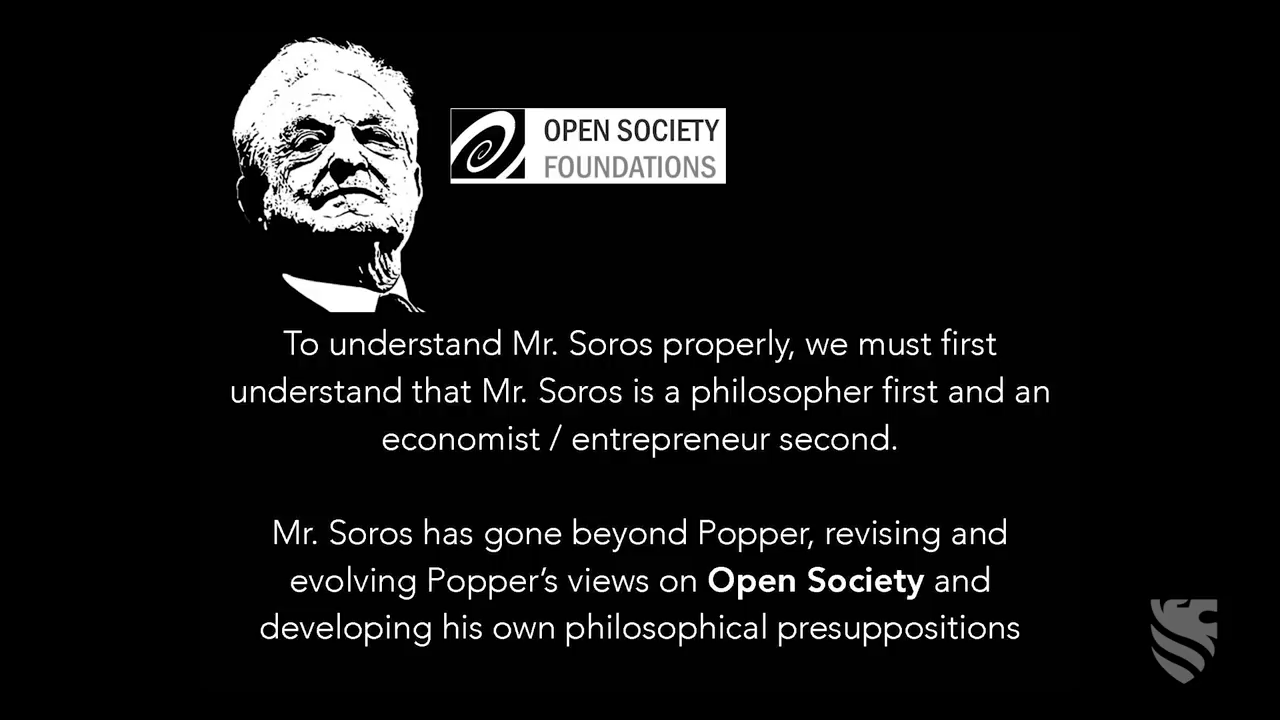 OPEN SOCIETY
FOUNDATIONS
To understand Mr. Soros properly, we must first
understand that Mr. Soros is a philosopher first and an
economist / entrepreneur second.
Mr. Soros has gone beyond Popper, revising and
evolving Popper’s views on Open Society and
developing his own philosophical presuppositions